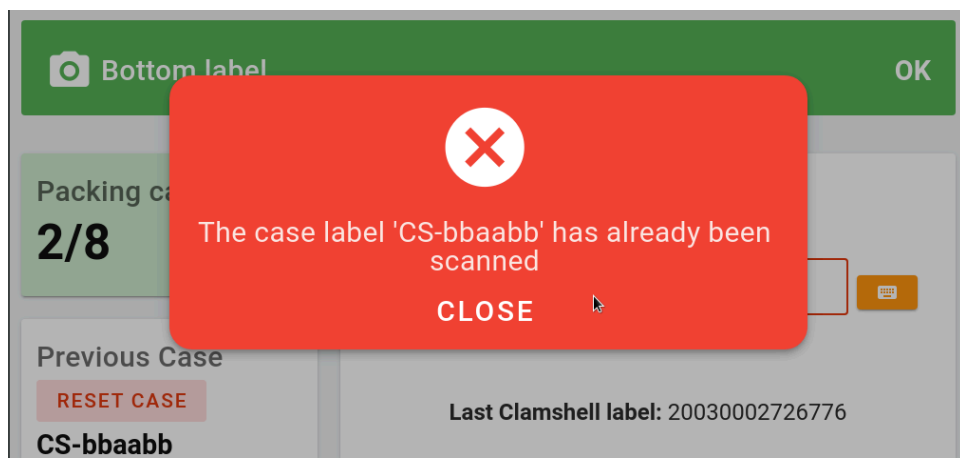 Bottom label
OK
Packing ca
2/8
The case label 'CS-bbaabb' has already been
scanned
CLOSE
Previous Case
RESET CASE
CS-bbaabb
Last Clamshell label: 20030002726776